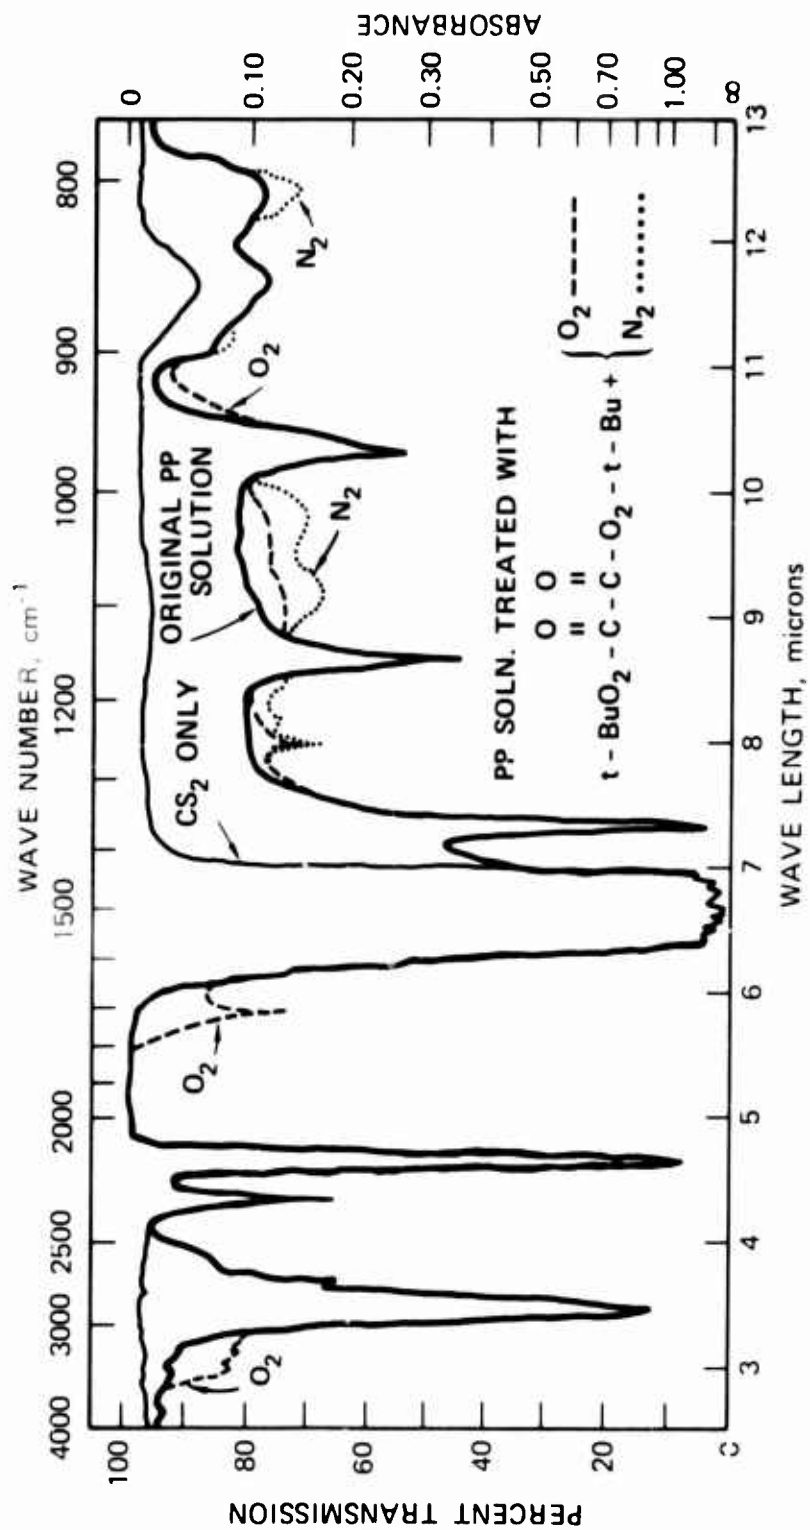 WAVE NUMBER, cm⁻¹
4000 3000 2500 2000 1500 1200 1000 900 800
PERCENT TRANSMISSION
100
80
60
40
20
0
ABSORBANCE
0
0.10
0.20
0.30
0.50
0.70
1.00
∞
O₂
O₂
CS₂ ONLY
ORIGINAL PP
SOLUTION
N₂
O₂
N₂
PP SOLN. TREATED WITH
O O
= =
t - BuO₂ - C - C - O₂ - t - Bu + {
O₂ -----
N₂ ........
3 4 5 6 7 8 9 10 11 12 13
WAVE LENGTH, microns